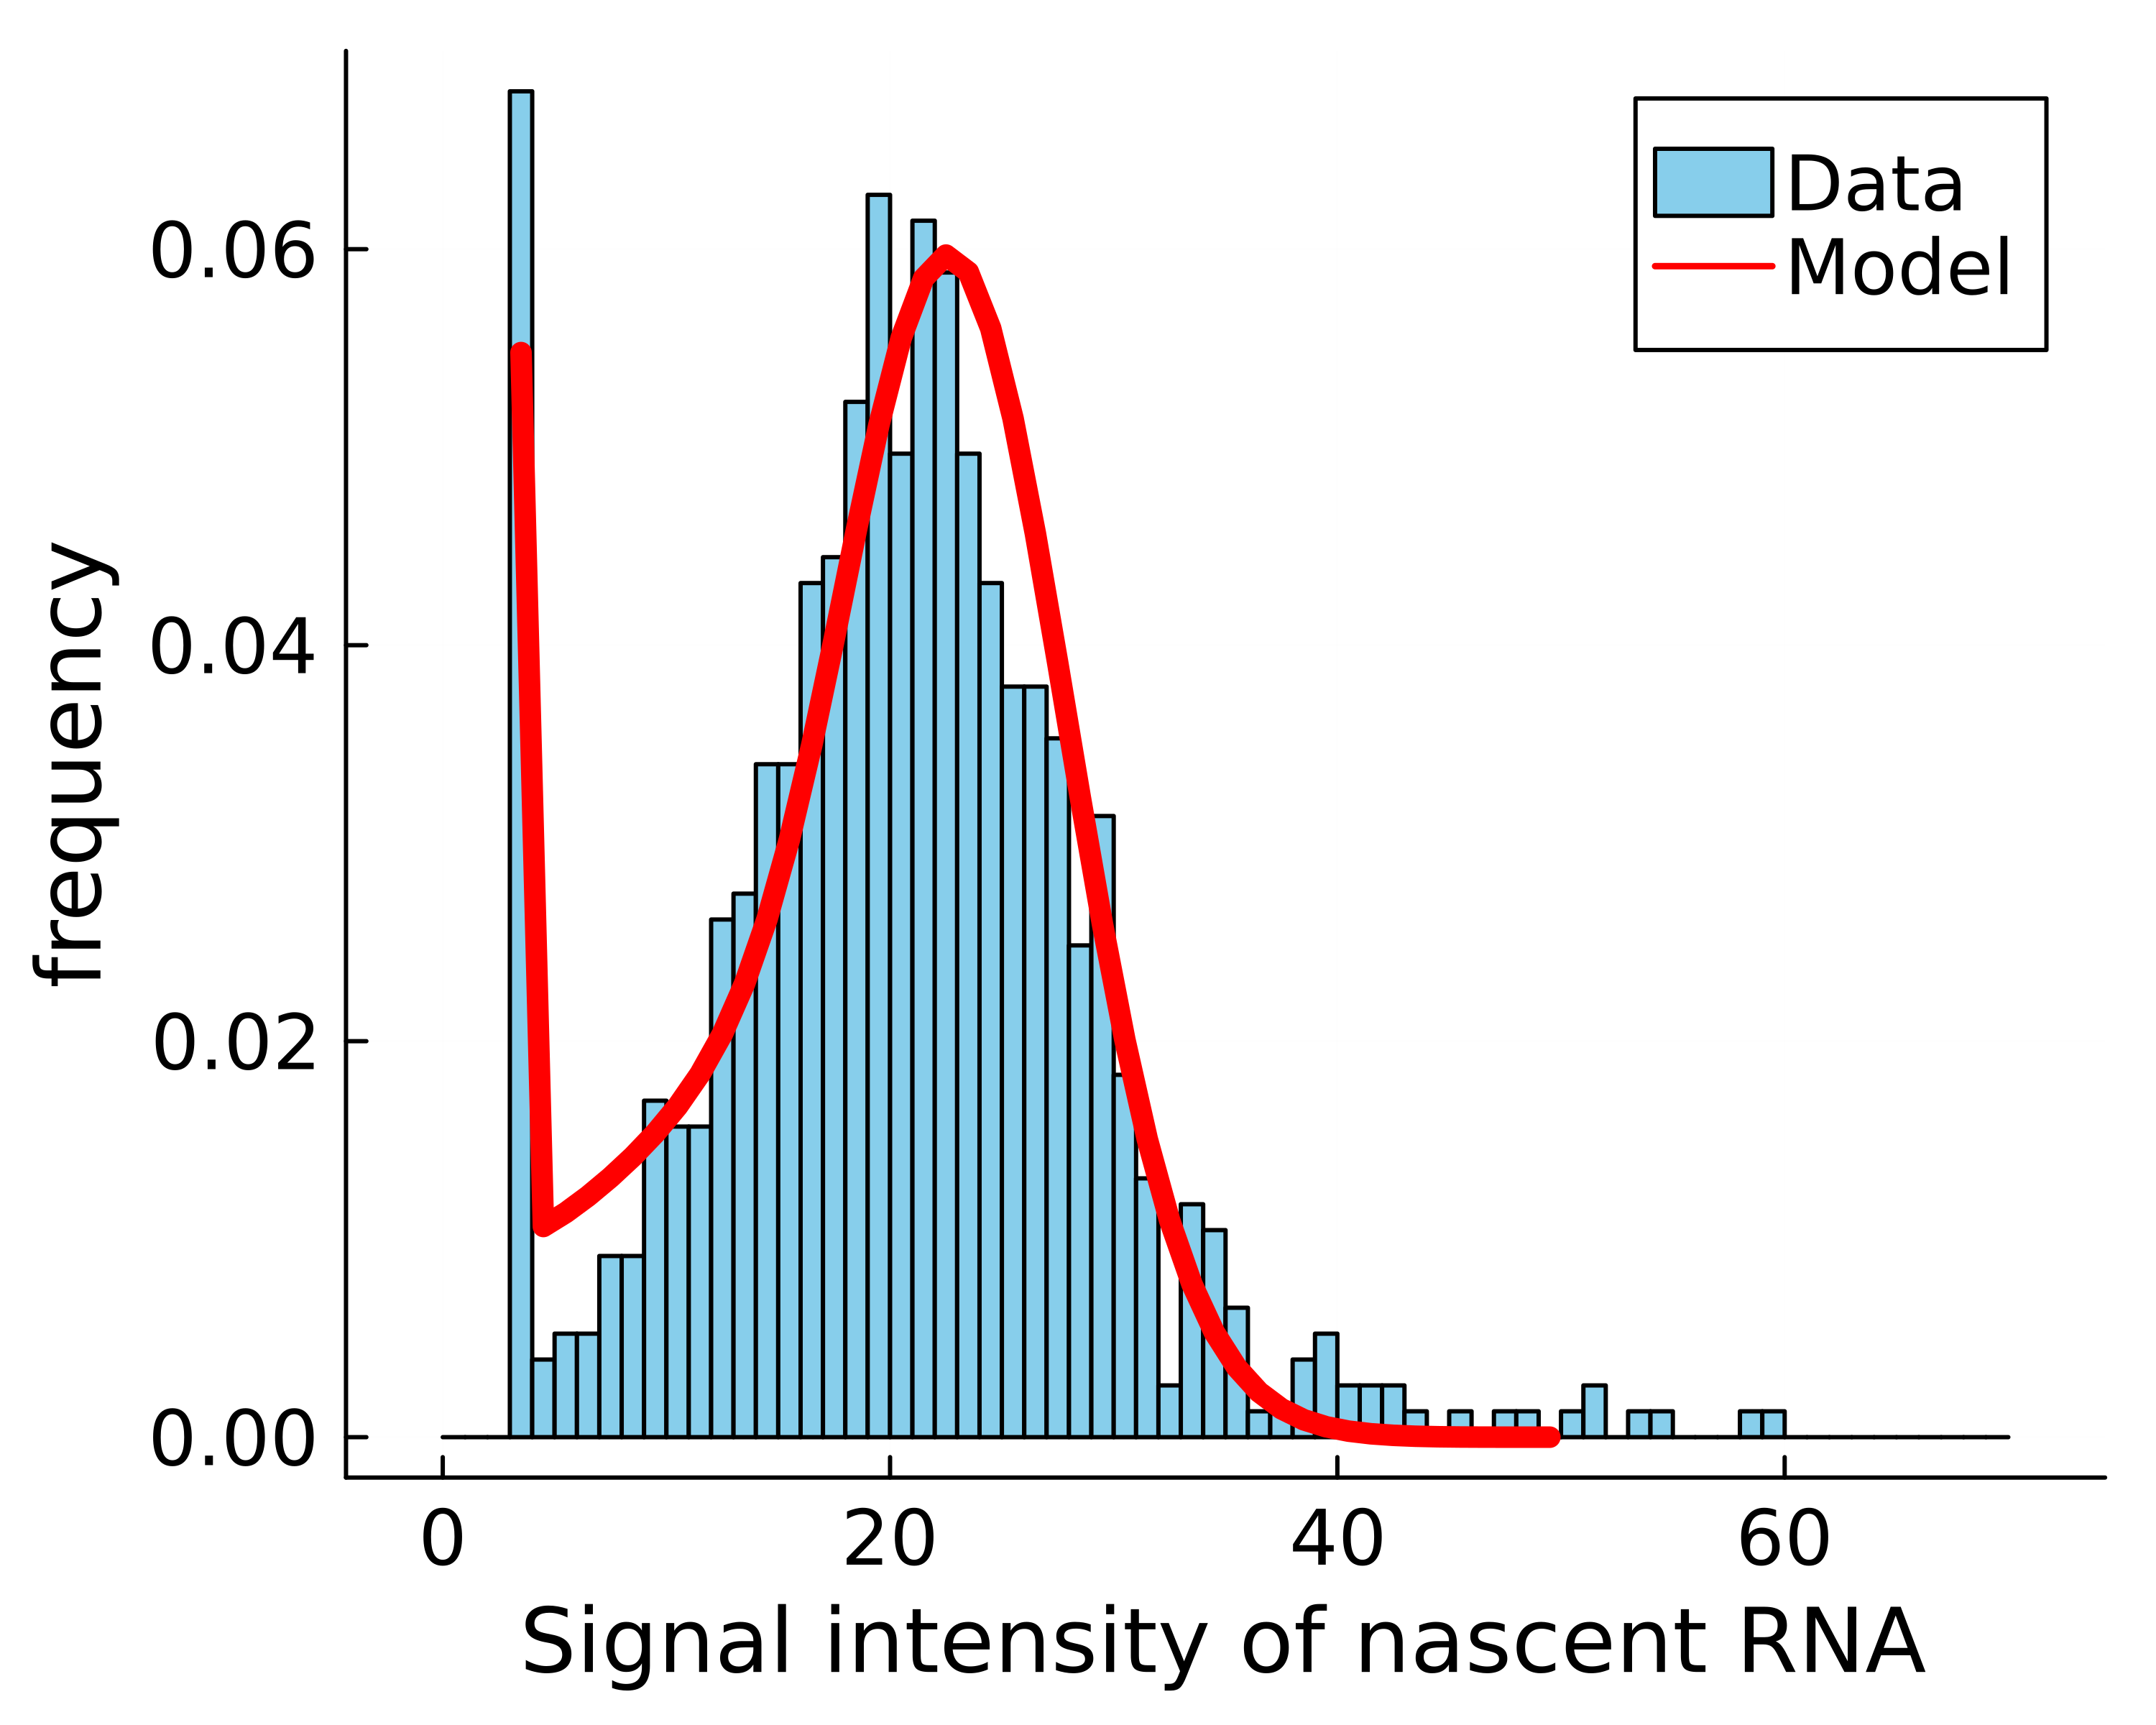 Data
Model
frequency
0.06
0.04
0.02
0.00
0 20 40 60
Signal intensity of nascent RNA